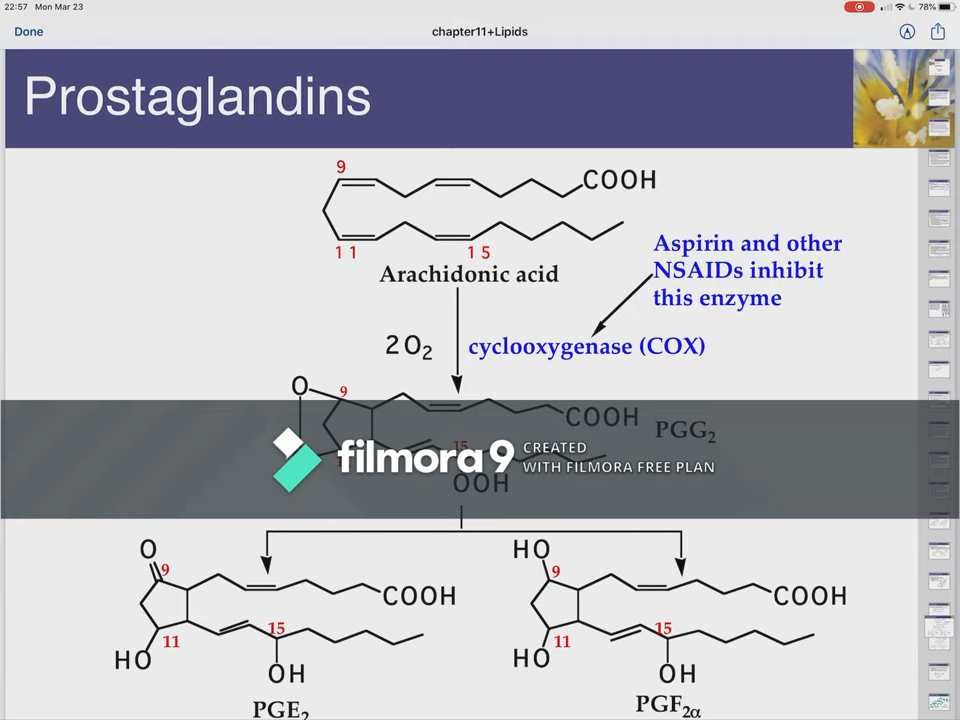 22:57 Mon Mar 23
78%
Done
chapter11+Lipids
Prostaglandins
9
COOH
11
15
Arachidonic acid
Aspirin and other
NSAIDs inhibit
this enzyme
2 O₂
cyclooxygenase (COX)
O
9
COOH
PGG₂
15
filmora 9
CREATED
WITH FILMORA FREE PLAN
OOH
O
9
COOH
15
11
HO
OH
PGE₂
HO
9
COOH
15
11
HO
OH
PGF₂α